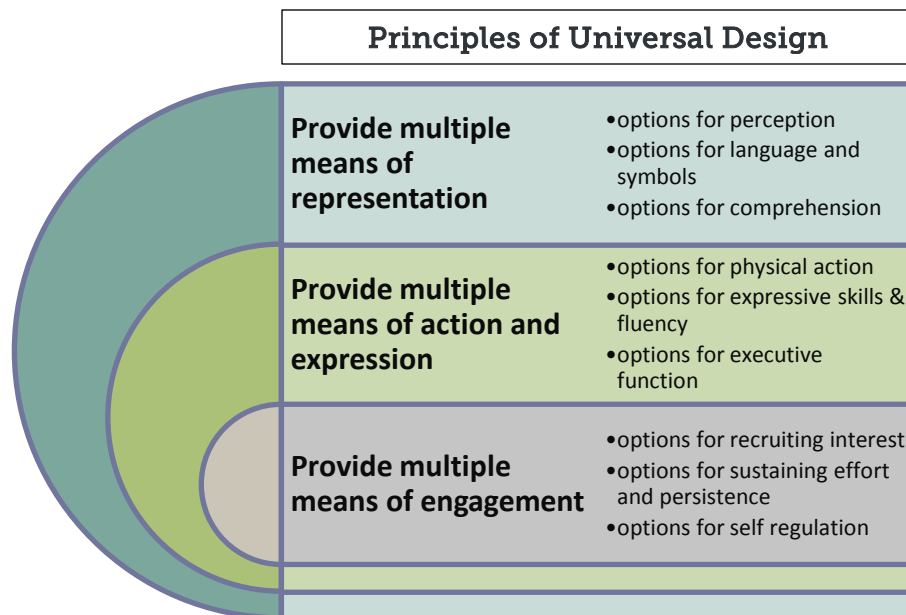 Principles of Universal Design
Provide multiple
means of
representation
•options for perception
•options for language and
symbols
•options for comprehension
Provide multiple
means of action and
expression
•options for physical action
•options for expressive skills &
fluency
•options for executive
function
Provide multiple
means of engagement
•options for recruiting interest
•options for sustaining effort
and persistence
•options for self regulation